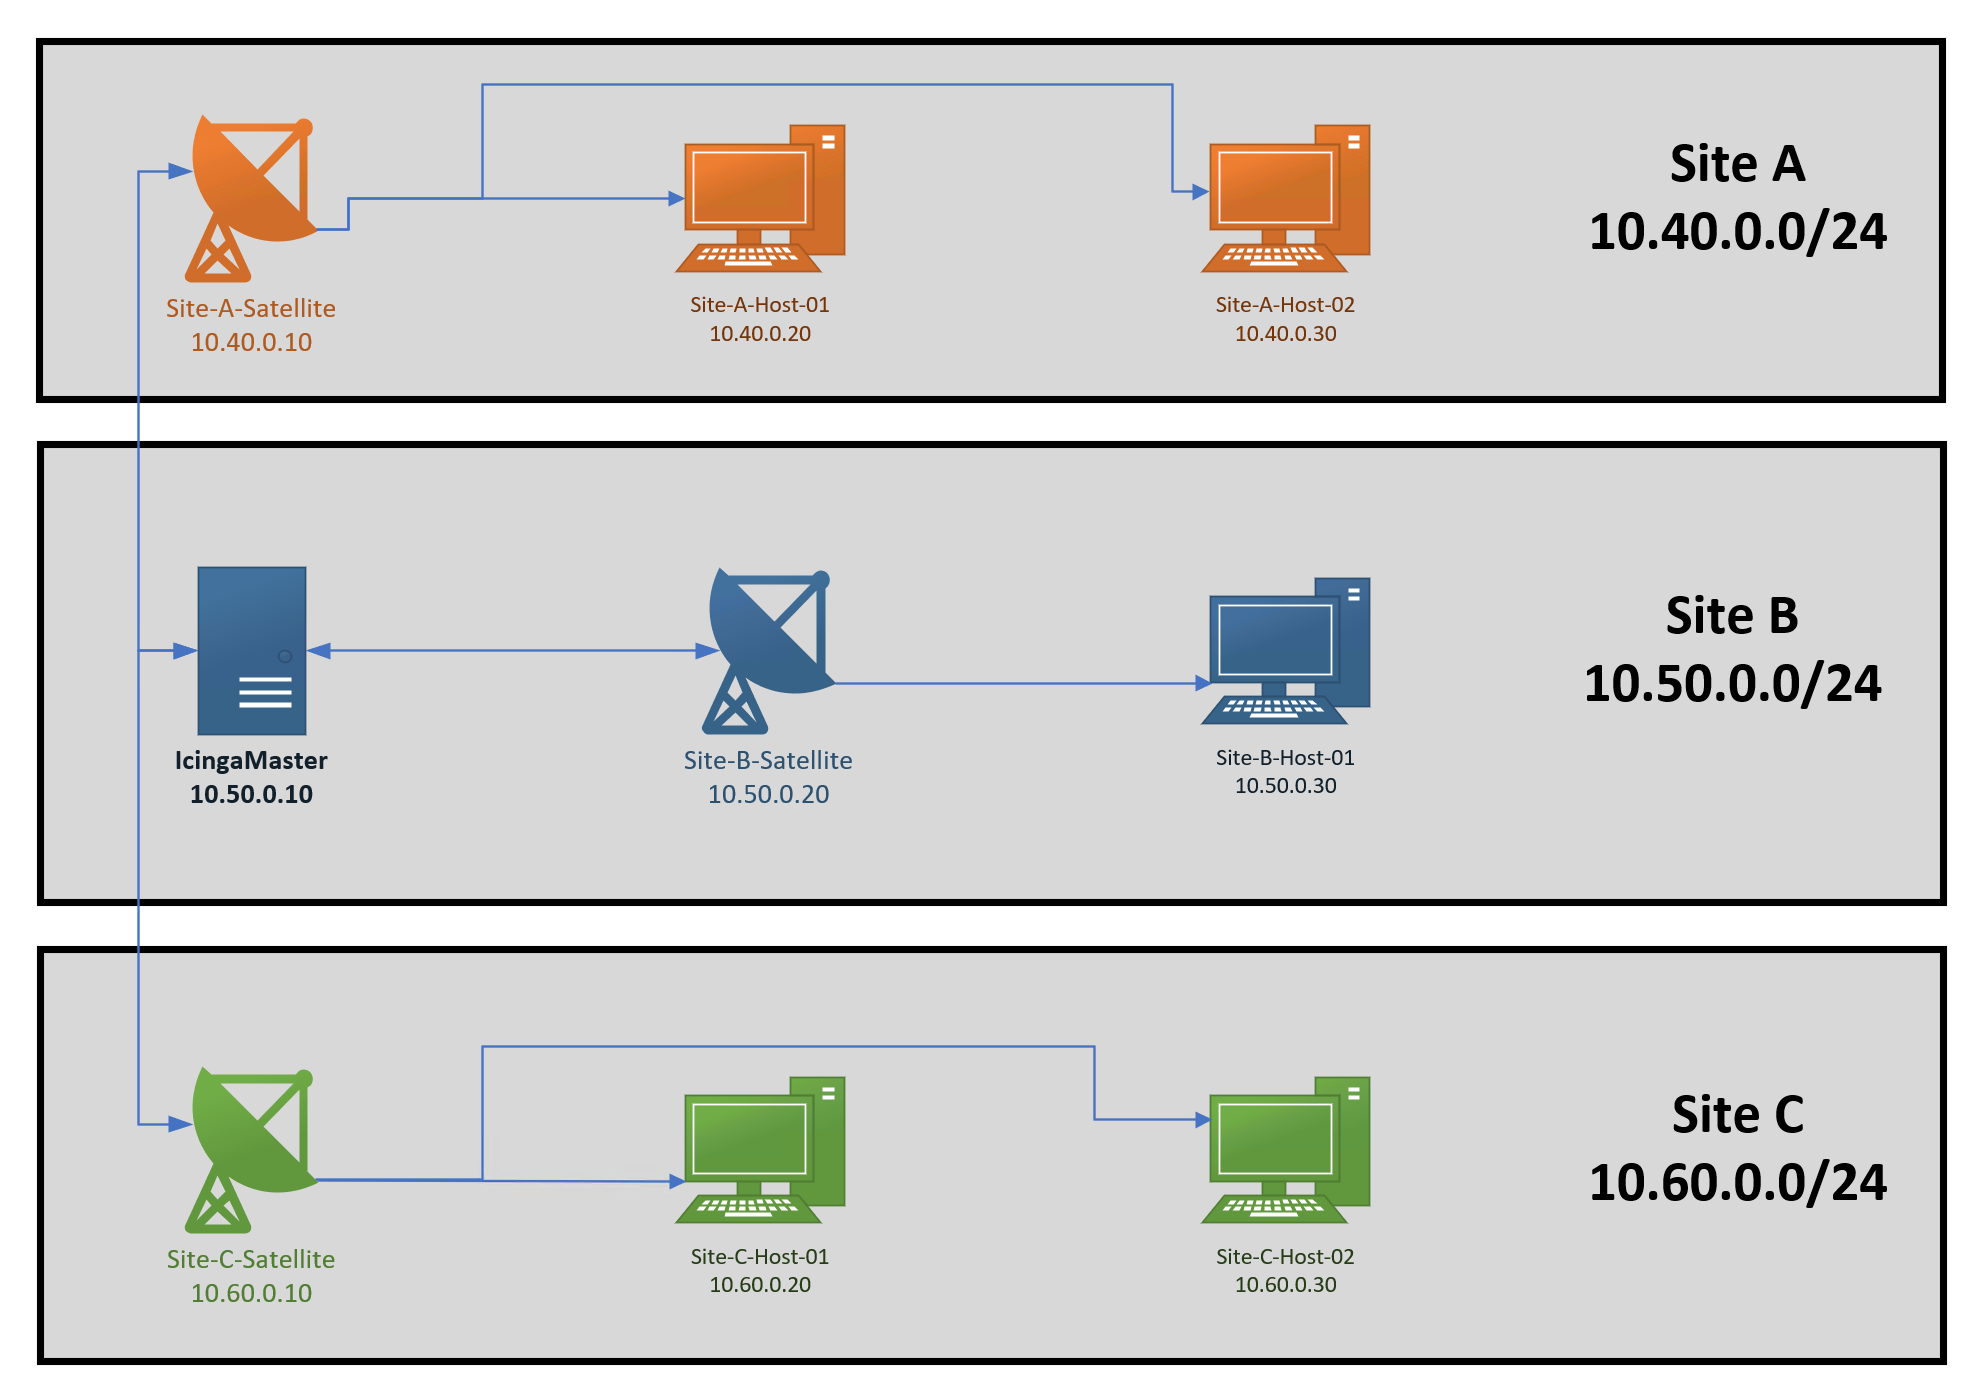 Site A
10.40.0.0/24
Site-A-Satellite
10.40.0.10
Site-A-Host-01
10.40.0.20
Site-A-Host-02
10.40.0.30
Site B
10.50.0.0/24
IcingaMaster
10.50.0.10
Site-B-Satellite
10.50.0.20
Site-B-Host-01
10.50.0.30
Site C
10.60.0.0/24
Site-C-Satellite
10.60.0.10
Site-C-Host-01
10.60.0.20
Site-C-Host-02
10.60.0.30